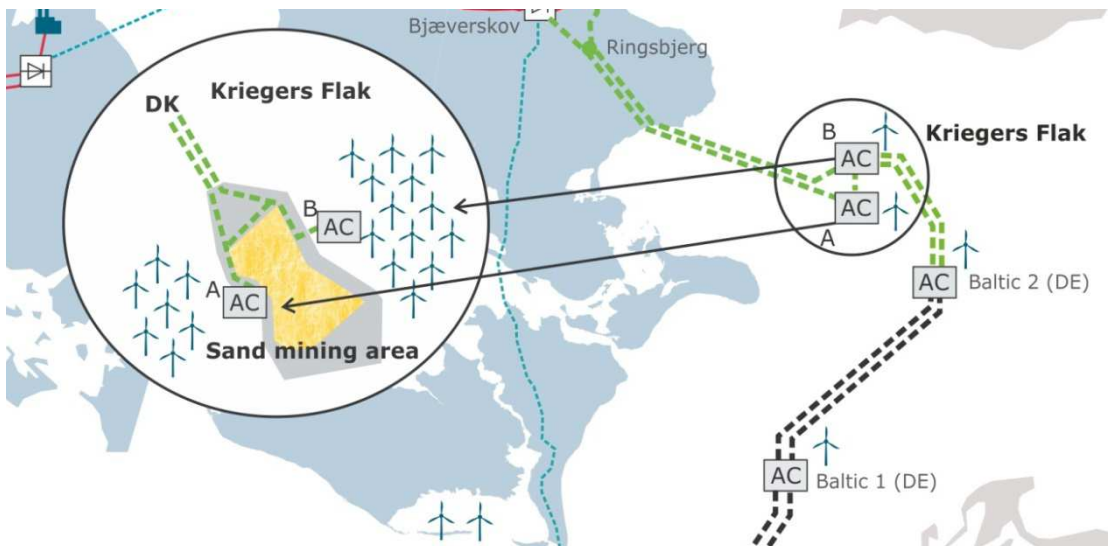 Bjæverskov
Ringsbjerg
Kriegers Flak
DK
B
AC
A
AC
Sand mining area
B
AC
Kriegers Flak
AC
A
AC
Baltic 2 (DE)
AC
Baltic 1 (DE)